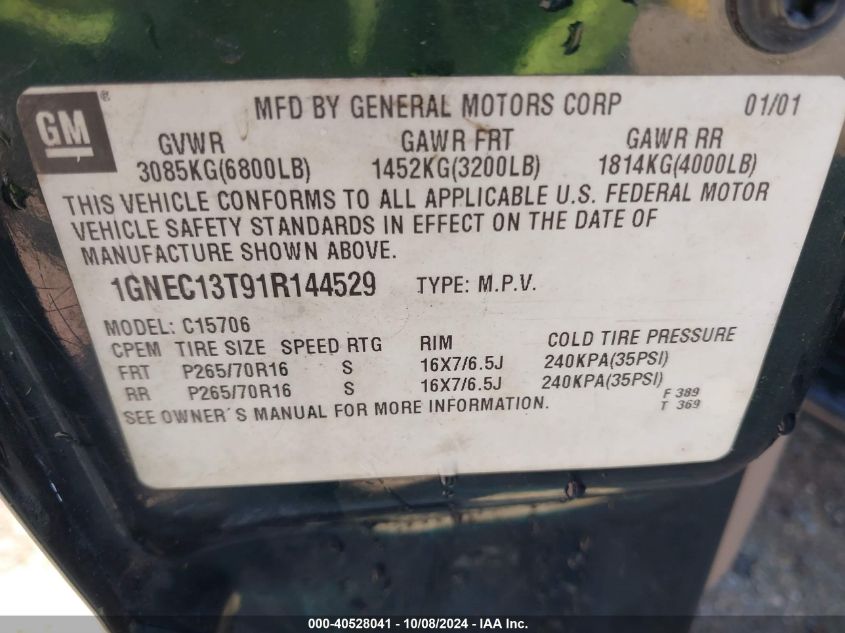 GM ®
MFD BY GENERAL MOTORS CORP 01/01
GVWR GAWR FRT GAWR RR
3085KG(6800LB) 1452KG(3200LB) 1814KG(4000LB)
THIS VEHICLE CONFORMS TO ALL APPLICABLE U.S. FEDERAL MOTOR
VEHICLE SAFETY STANDARDS IN EFFECT ON THE DATE OF
MANUFACTURE SHOWN ABOVE.
1GNEC13T91R144529 TYPE: M.P.V.
MODEL: C15706
CPEM TIRE SIZE SPEED RTG RIM COLD TIRE PRESSURE
FRT P265/70R16 S 16X7/6.5J 240KPA(35PSI)
RR P265/70R16 S 16X7/6.5J 240KPA(35PSI)
SEE OWNER´S MANUAL FOR MORE INFORMATION.
F 389
T 369
000-40528041 - 10/08/2024 - IAA Inc.